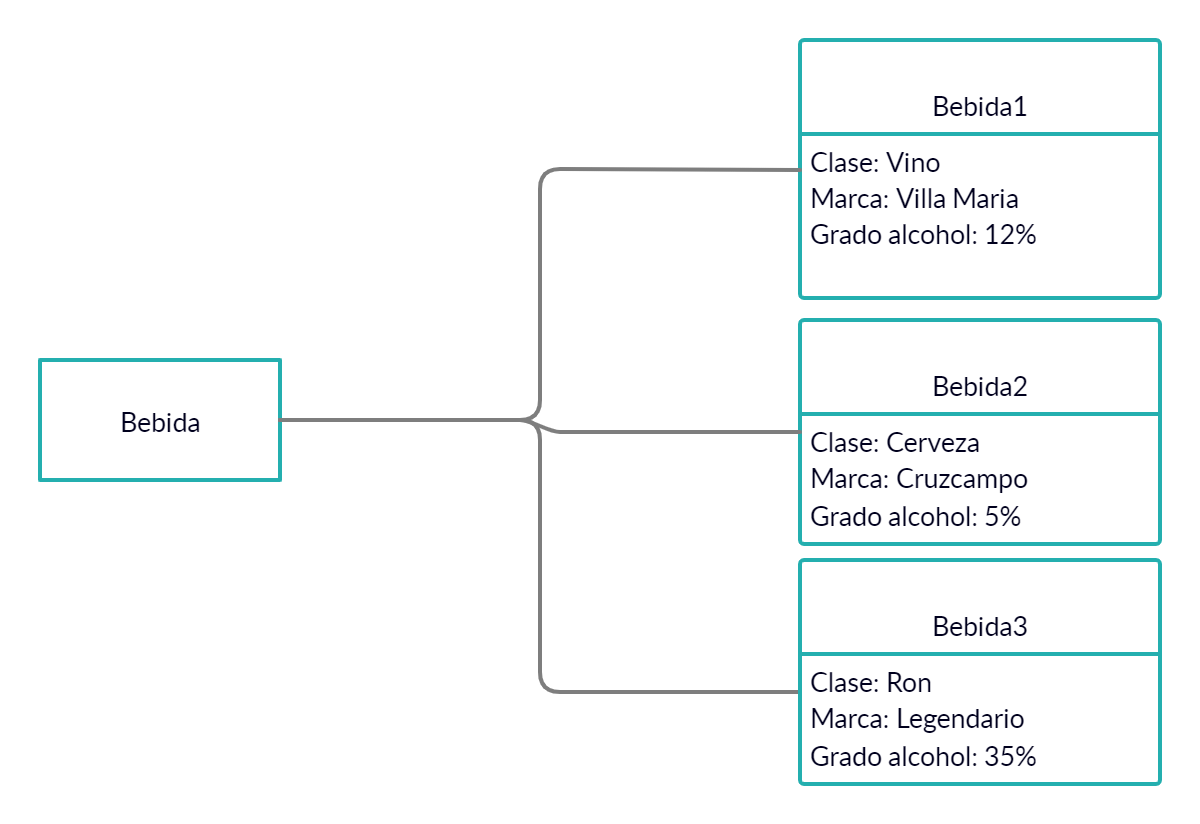 Bebida
Bebida1
Clase: Vino
Marca: Villa Maria
Grado alcohol: 12%
Bebida2
Clase: Cerveza
Marca: Cruzcampo
Grado alcohol: 5%
Bebida3
Clase: Ron
Marca: Legendario
Grado alcohol: 35%